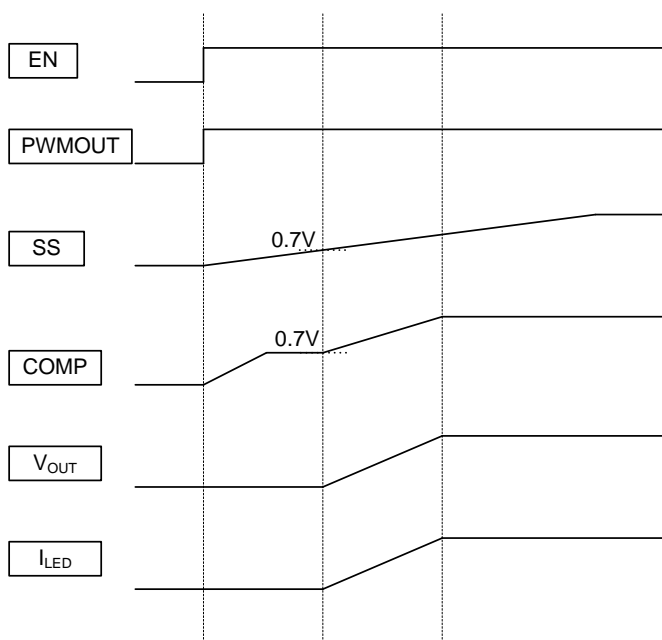 EN
PWMOUT
SS
0.7V
COMP
0.7V
VOUT
ILED